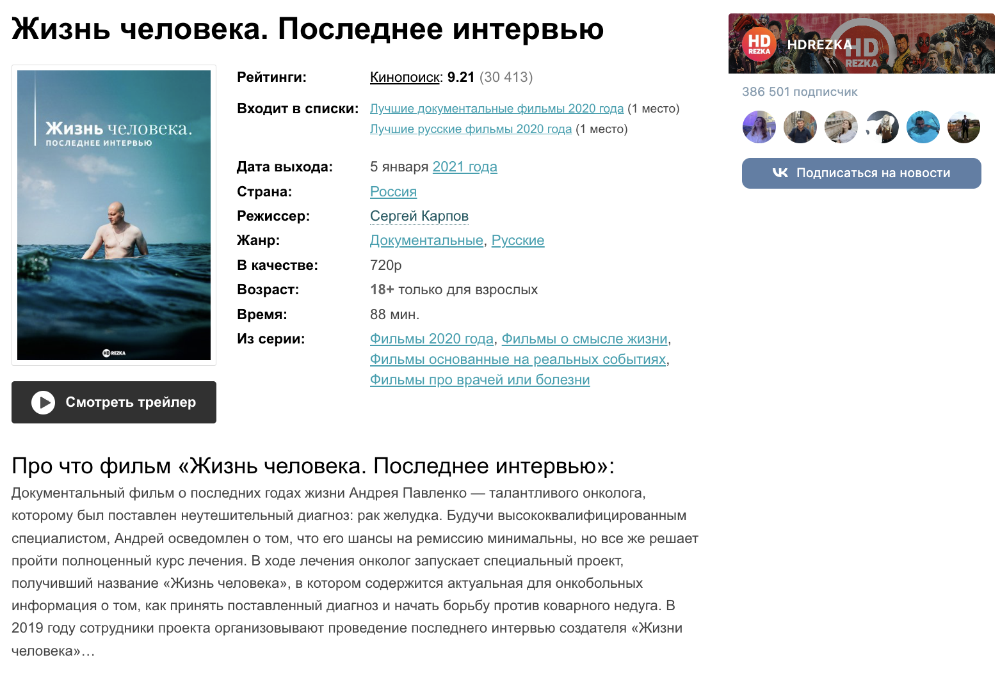 Жизнь человека. Последнее интервью
Жизнь человека.
ПОСЛЕДНЕЕ ИНТЕРВЬЮ
HD REZKA
Смотреть трейлер
Рейтинги: Кинопоиск: 9.21 (30 413)
Входит в списки: Лучшие документальные фильмы 2020 года (1 место)
Лучшие русские фильмы 2020 года (1 место)
Дата выхода: 5 января 2021 года
Страна: Россия
Режиссер: Сергей Карпов
Жанр: Документальные, Русские
В качестве: 720p
Возраст: 18+ только для взрослых
Время: 88 мин.
Из серии: Фильмы 2020 года, Фильмы о смысле жизни,
Фильмы основанные на реальных событиях,
Фильмы про врачей или болезни
HD
REZKA
HDREZKA
HD
REZKA
386 501 подписчик
Подписаться на новости
Про что фильм «Жизнь человека. Последнее интервью»:
Документальный фильм о последних годах жизни Андрея Павленко — талантливого онколога,
которому был поставлен неутешительный диагноз: рак желудка. Будучи высококвалифицированным
специалистом, Андрей осведомлен о том, что его шансы на ремиссию минимальны, но все же решает
пройти полноценный курс лечения. В ходе лечения онколог запускает специальный проект,
получивший название «Жизнь человека», в котором содержится актуальная для онкобольных
информация о том, как принять поставленный диагноз и начать борьбу против коварного недуга. В
2019 году сотрудники проекта организовывают проведение последнего интервью создателя «Жизни
человека»…